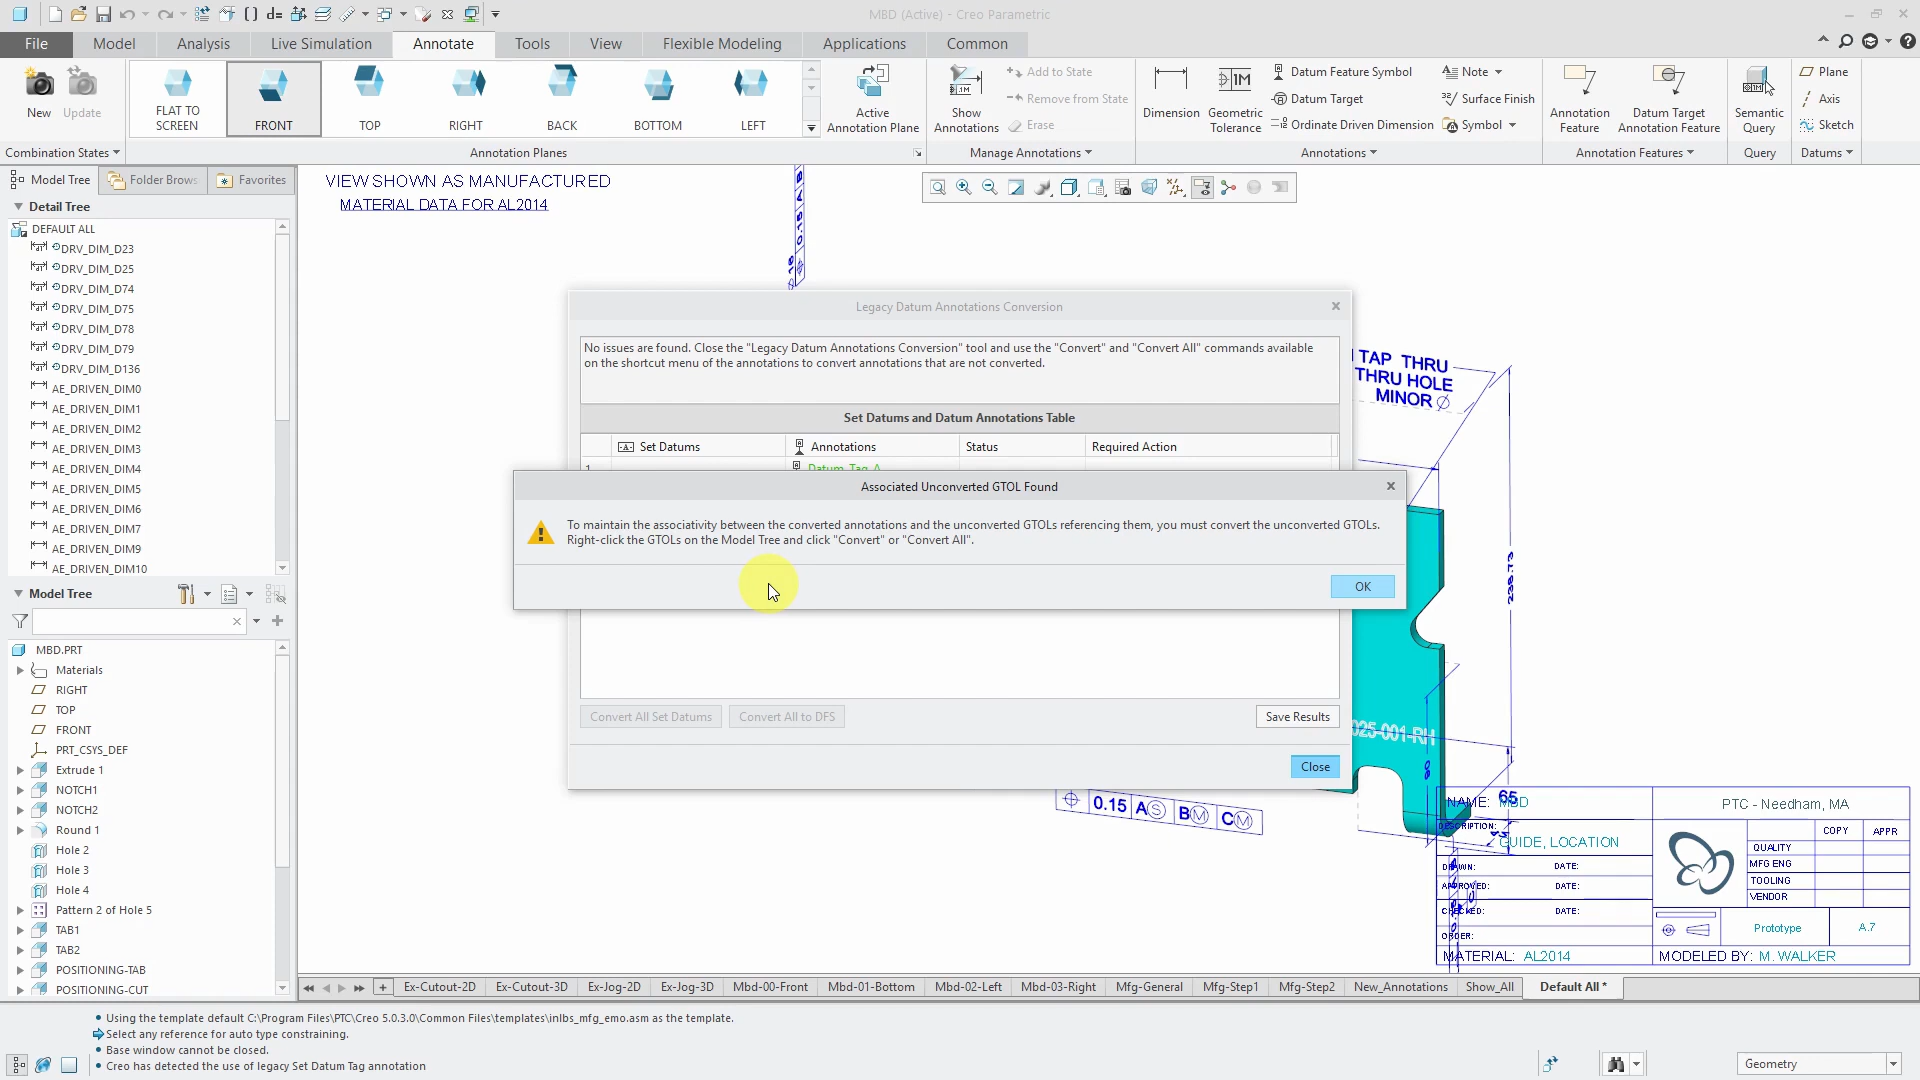 MBD (Active) - Creo Parametric
File
Model
Analysis
Live Simulation
Annotate
Tools
View
Flexible Modeling
Applications
Common
New
Update
FLAT TO
SCREEN
FRONT
TOP
RIGHT
BACK
BOTTOM
LEFT
Active
Annotation Plane
Show
Annotations
Add to State
Remove from State
Erase
Dimension
Geometric
Tolerance
Datum Feature Symbol
Datum Target
Ordinate Driven Dimension
Note
Surface Finish
Symbol
Annotation
Feature
Datum Target
Annotation Feature
Semantic
Query
Plane
Axis
Sketch
Combination States
Annotation Planes
Manage Annotations
Annotations
Annotation Features
Query
Datums
Model Tree
Folder Brows
Favorites
Detail Tree
DEFAULT ALL
DRV_DIM_D23
DRV_DIM_D25
DRV_DIM_D74
DRV_DIM_D75
DRV_DIM_D78
DRV_DIM_D79
DRV_DIM_D136
AE_DRIVEN_DIM0
AE_DRIVEN_DIM1
AE_DRIVEN_DIM2
AE_DRIVEN_DIM3
AE_DRIVEN_DIM4
AE_DRIVEN_DIM5
AE_DRIVEN_DIM6
AE_DRIVEN_DIM7
AE_DRIVEN_DIM9
AE_DRIVEN_DIM10
Model Tree
MBD.PRT
Materials
RIGHT
TOP
FRONT
PRT_CSYS_DEF
Extrude 1
NOTCH1
NOTCH2
Round 1
Hole 2
Hole 3
Hole 4
Pattern 2 of Hole 5
TAB1
TAB2
POSITIONING-TAB
POSITIONING-CUT
VIEW SHOWN AS MANUFACTURED
MATERIAL DATA FOR AL2014
Legacy Datum Annotations Conversion
No issues are found. Close the "Legacy Datum Annotations Conversion" tool and use the "Convert" and "Convert All" commands available
on the shortcut menu of the annotations to convert annotations that are not converted.
Set Datums and Datum Annotations Table
Set Datums
Annotations
Status
Required Action
1
Datum_Tag_A
Associated Unconverted GTOL Found
To maintain the associativity between the converted annotations and the unconverted GTOLs referencing them, you must convert the unconverted GTOLs.
Right-click the GTOLs on the Model Tree and click "Convert" or "Convert All".
OK
Convert All Set Datums
Convert All to DFS
Save Results
Close
TAP THRU
THRU HOLE
MINOR ∅
238.73
025-001-RH
60
65
0.15 AⓈ BⓂ CⓂ
NAME: MBD
PTC - Needham, MA
DESCRIPTION:
GUIDE, LOCATION
COPY
APPR
QUALITY
MFG ENG
TOOLING
VENDOR
DRAWN:
DATE:
APPROVED:
DATE:
CHECKED:
DATE:
ORDER:
Prototype
A.7
MATERIAL: AL2014
MODELED BY: M. WALKER
Ex-Cutout-2D
Ex-Cutout-3D
Ex-Jog-2D
Ex-Jog-3D
Mbd-00-Front
Mbd-01-Bottom
Mbd-02-Left
Mbd-03-Right
Mfg-General
Mfg-Step1
Mfg-Step2
New_Annotations
Show_All
Default All *
• Using the template default C:\Program Files\PTC\Creo 5.0.3.0\Common Files\templates\inlbs_mfg_emo.asm as the template.
Select any reference for auto type constraining.
• Base window cannot be closed.
• Creo has detected the use of legacy Set Datum Tag annotation
Geometry